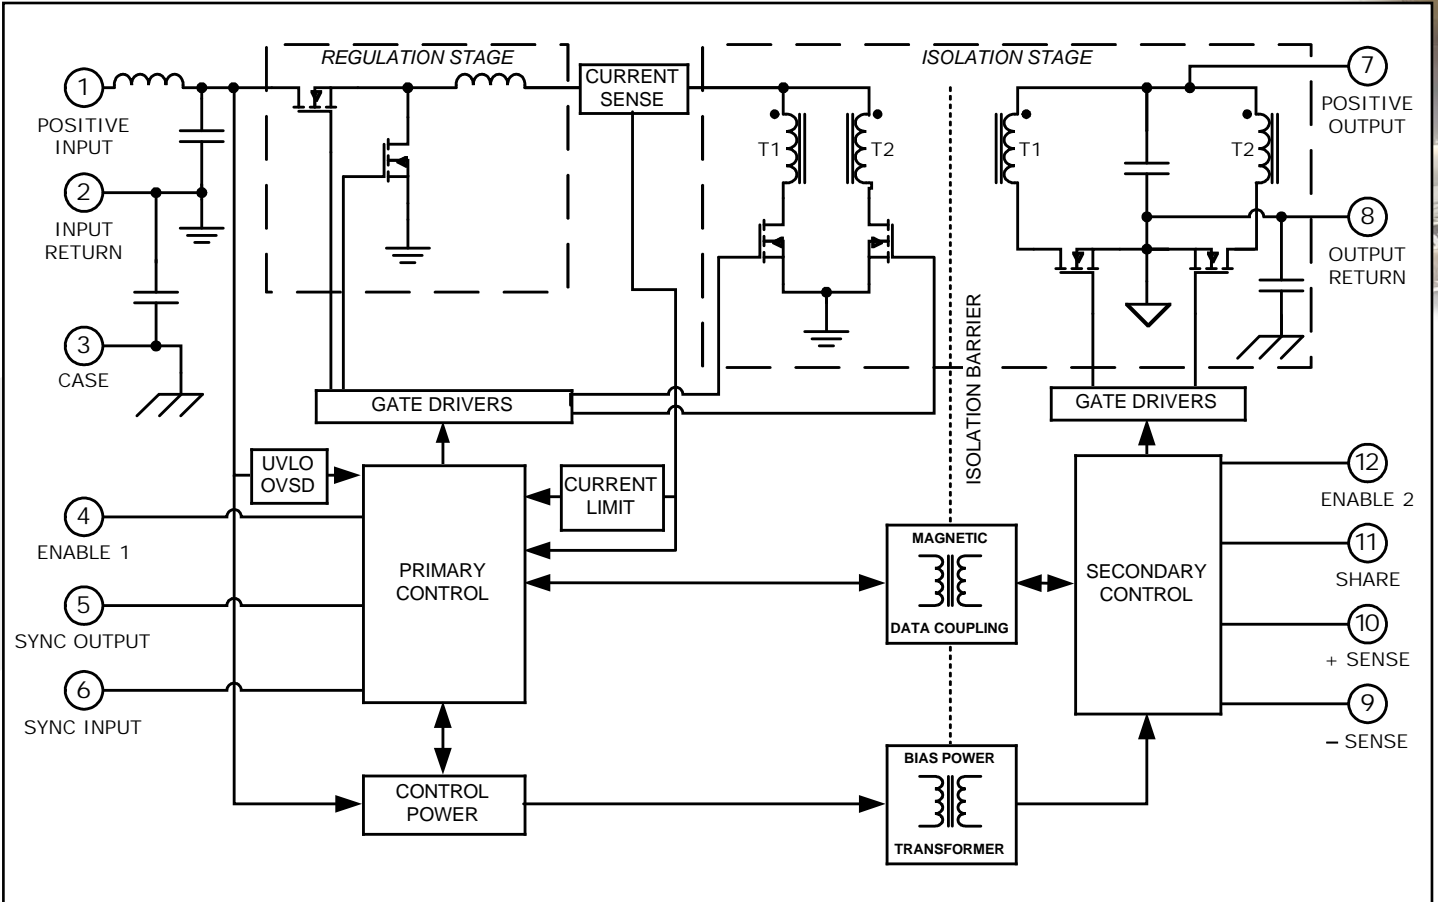 REGULATION STAGE
ISOLATION STAGE
1
POSITIVE
INPUT
2
INPUT
RETURN
3
CASE
CURRENT
SENSE
T1
T2
T1
T2
7
POSITIVE
OUTPUT
8
OUTPUT
RETURN
ISOLATION BARRIER
GATE DRIVERS
GATE DRIVERS
UVLO
OVSD
CURRENT
LIMIT
4
ENABLE 1
5
SYNC OUTPUT
6
SYNC INPUT
PRIMARY
CONTROL
MAGNETIC
DATA COUPLING
SECONDARY
CONTROL
12
ENABLE 2
11
SHARE
10
+ SENSE
9
– SENSE
CONTROL
POWER
BIAS POWER
TRANSFORMER